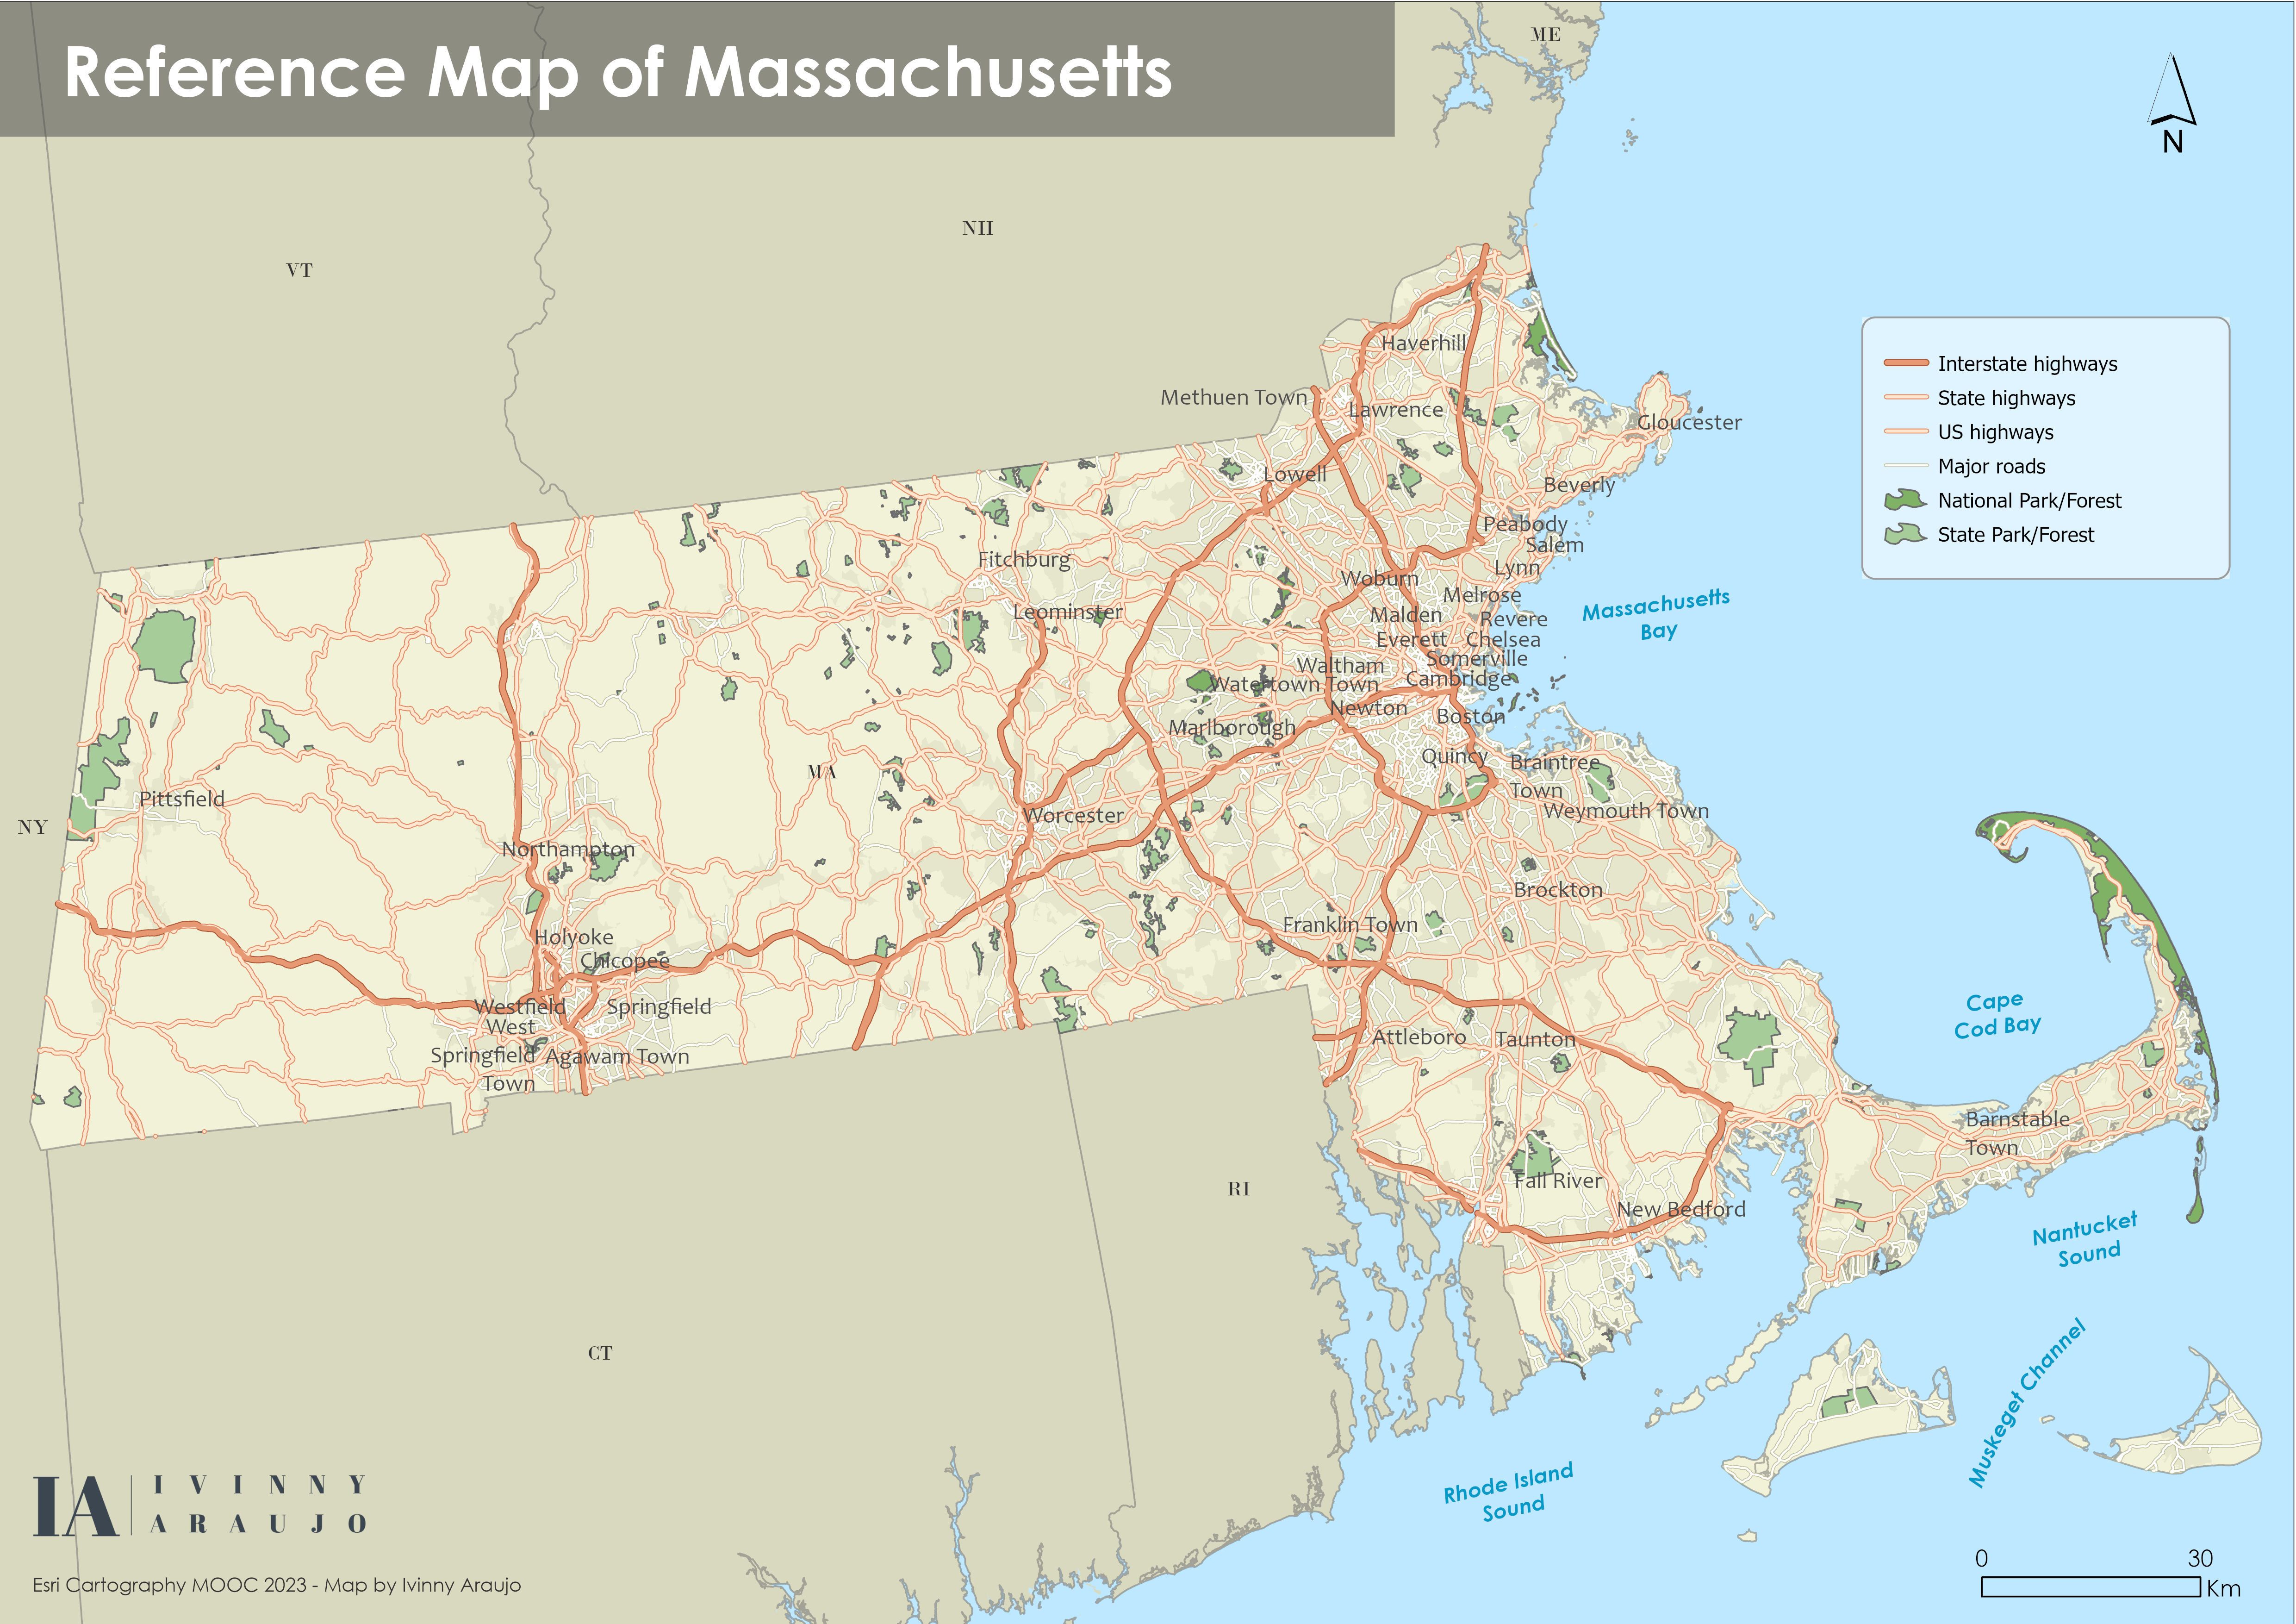 Reference Map of Massachusetts
ME
N
NH
VT
Interstate highways
State highways
US highways
Major roads
National Park/Forest
State Park/Forest
Haverhill
Methuen Town
Lawrence
Gloucester
Lowell
Beverly
Peabody
Salem
Fitchburg
Lynn
Woburn
Melrose
Leominster
Malden
Revere
Everett
Chelsea
Massachusetts
Bay
Somerville
Waltham
Cambridge
Watertown Town
Newton
Boston
Marlborough
Quincy
Braintree
Town
MA
Pittsfield
Weymouth Town
Worcester
NY
Northampton
Brockton
Franklin Town
Holyoke
Chicopee
Westfield
Springfield
West
Springfield
Town
Agawam Town
Attleboro
Taunton
Cape
Cod Bay
Barnstable
Town
Fall River
New Bedford
RI
Nantucket
Sound
CT
Muskeget Channel
Rhode Island
Sound
IA
IVINNY
ARAUJO
Esri Cartography MOOC 2023 - Map by Ivinny Araujo
0 30
Km